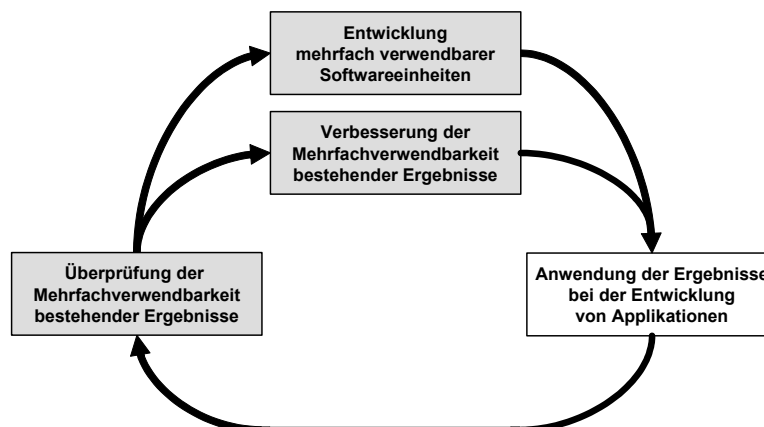 Entwicklung
mehrfach verwendbarer
Softwareeinheiten
Verbesserung der
Mehrfachverwendbarkeit
bestehender Ergebnisse
Überprüfung der
Mehrfachverwendbarkeit
bestehender Ergebnisse
Anwendung der Ergebnisse
bei der Entwicklung
von Applikationen